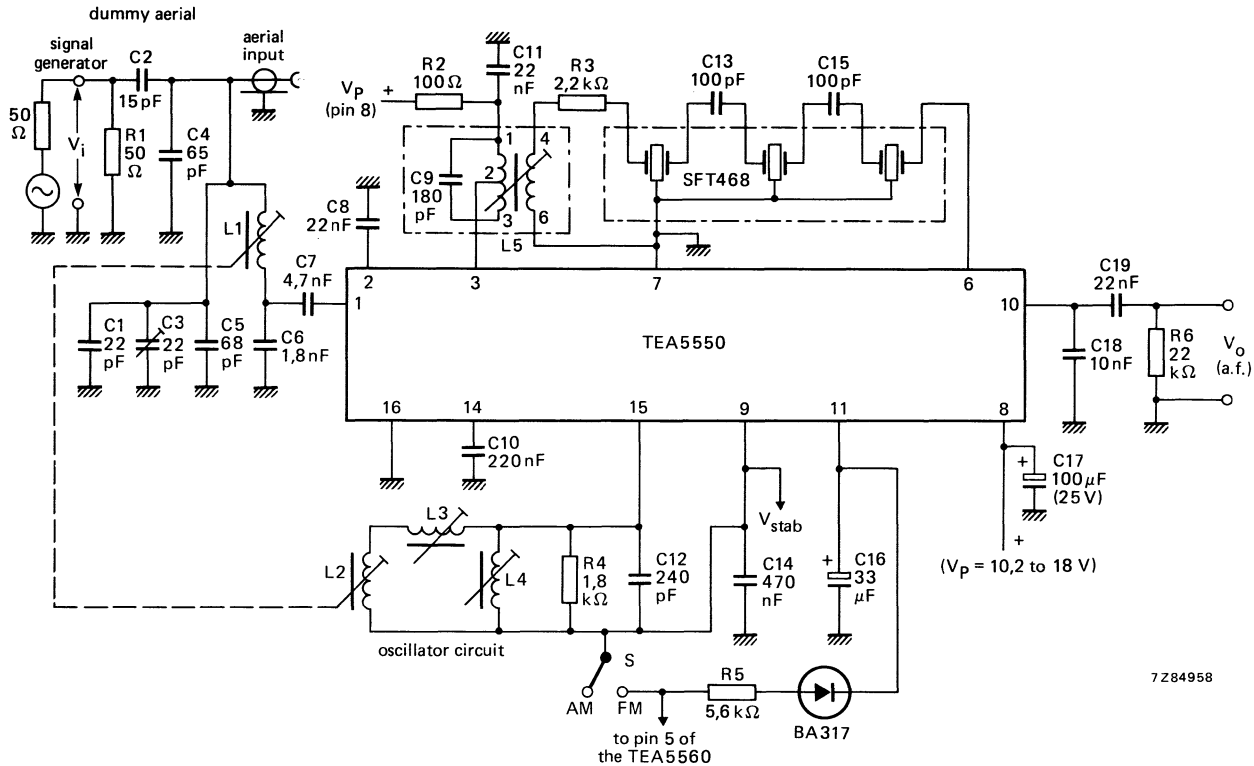 dummy aerial
signal
generator
C2
15 pF
aerial
input
50
Ω
Vi
R1
50
Ω
C4
65
pF
VP +
(pin 8)
R2
100 Ω
C11
22
nF
R3
2,2 kΩ
C13
100 pF
C15
100 pF
1
2
3
4
6
C9
180
pF
L5
SFT468
C8
22 nF
L1
C7
4,7 nF
C1
22
pF
C3
22
pF
C5
68
pF
C6
1,8 nF
1
2
3
7
6
10
TEA5550
16
14
15
9
11
8
C19
22 nF
C18
10 nF
R6
22
kΩ
Vo
(a.f.)
C10
220 nF
+
C17
100 µF
(25 V)
+
(VP = 10,2 to 18 V)
L3
L2
L4
R4
1,8
kΩ
C12
240
pF
Vstab
C14
470
nF
+
C16
33
µF
oscillator circuit
S
AM
FM
R5
5,6 kΩ
BA317
to pin 5 of
the TEA5560
7Z84958